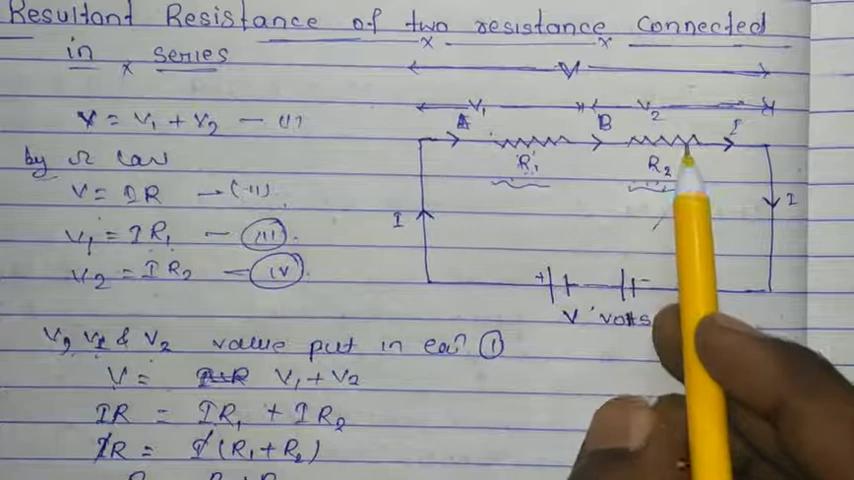 Resultant Resistance of two resistance Connected
in series
V
V1 V2
A B I
V = V1 + V2 — (i)
R1 R2
by Ω law
V = IR → (ii)
I I
V1 = IR1 — (iii)
V2 = IR2 — (iv)
+ -
V volts
V, V1 & V2 value put in ean (1)
V = V1 + V2
IR = IR1 + IR2
IR = I (R1 + R2)